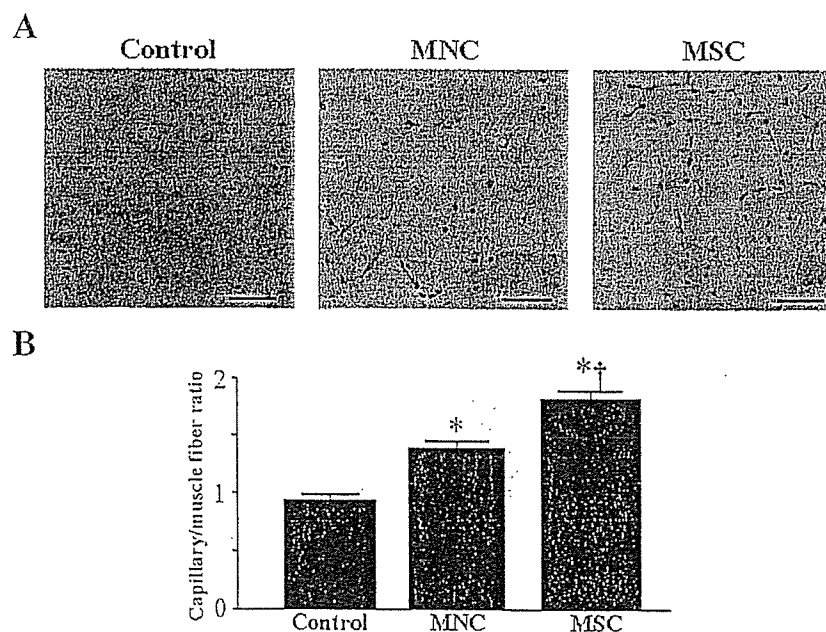 A
Control MNC MSC
B
Capillary/muscle fiber ratio
2
1
0
*
*†
Control MNC MSC